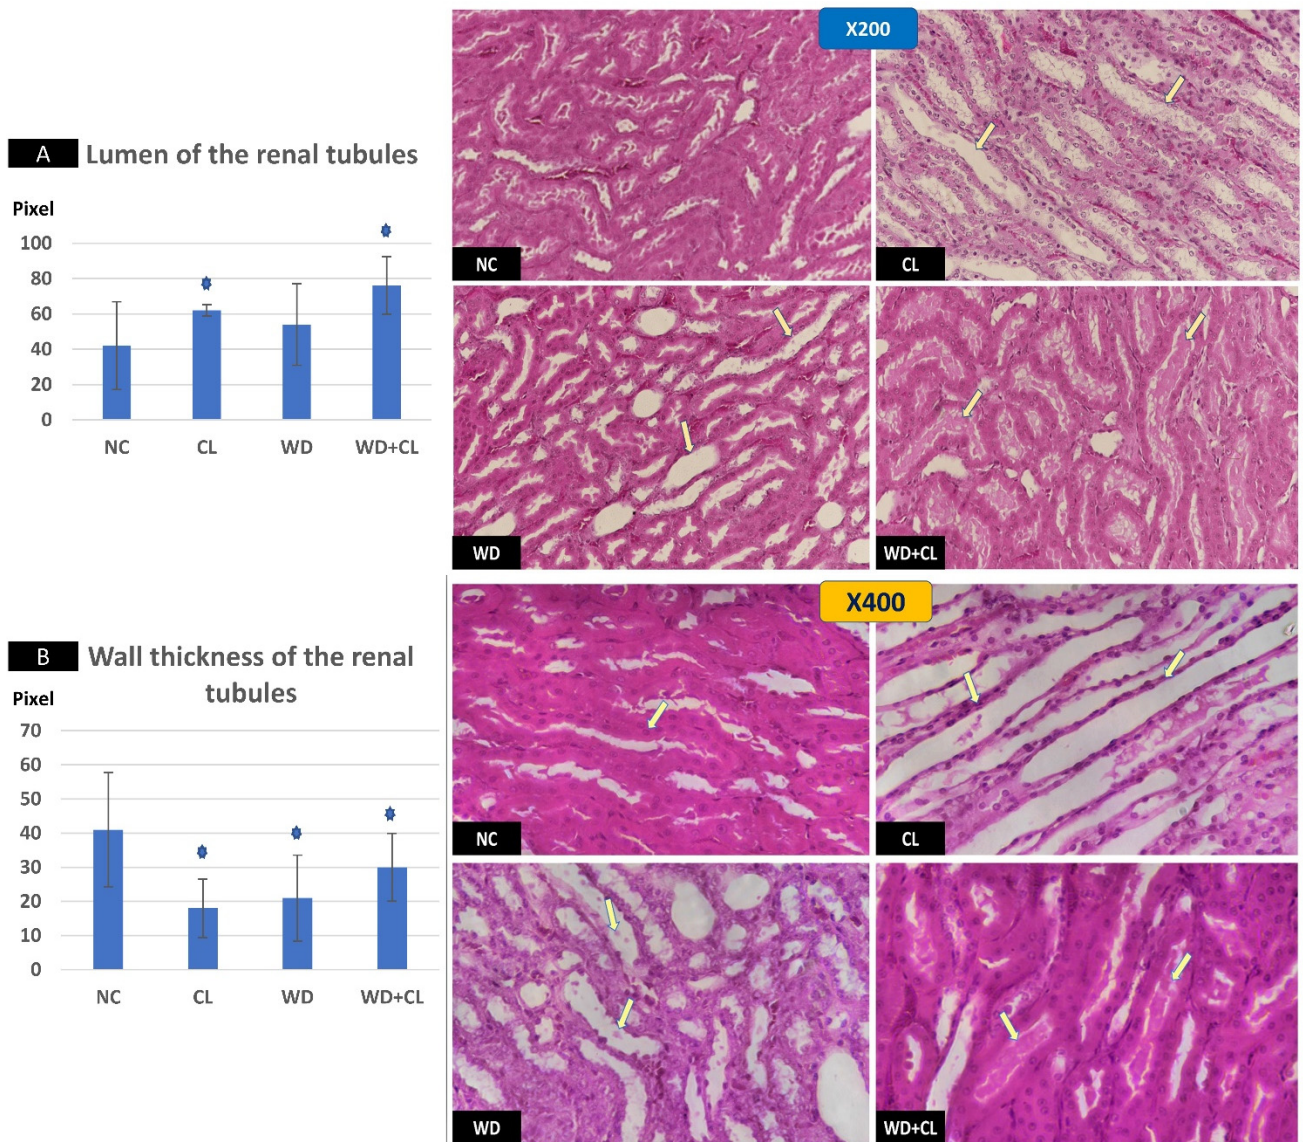 A Lumen of the renal tubules
Pixel
100
80
60
40
20
0
NC CL WD WD+CL
X200
NC
CL
WD
WD+CL
B Wall thickness of the renal
tubules
Pixel
70
60
50
40
30
20
10
0
NC CL WD WD+CL
X400
NC
CL
WD
WD+CL